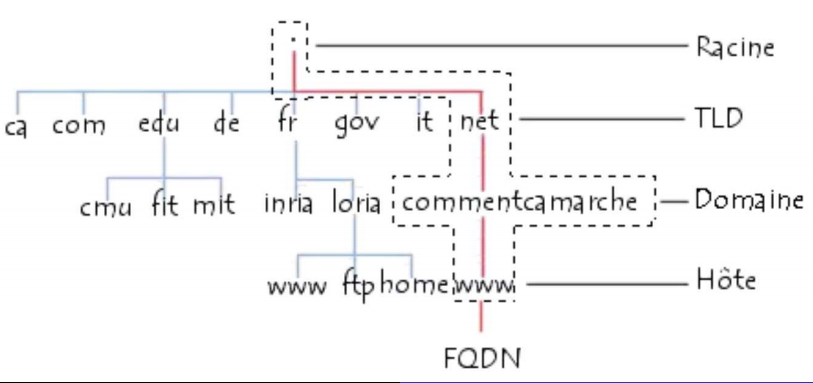 . Racine
ca com edu de fr gov it net TLD
cmu fit mit inria loria commentcamarche Domaine
www ftp home www Hôte
FQDN